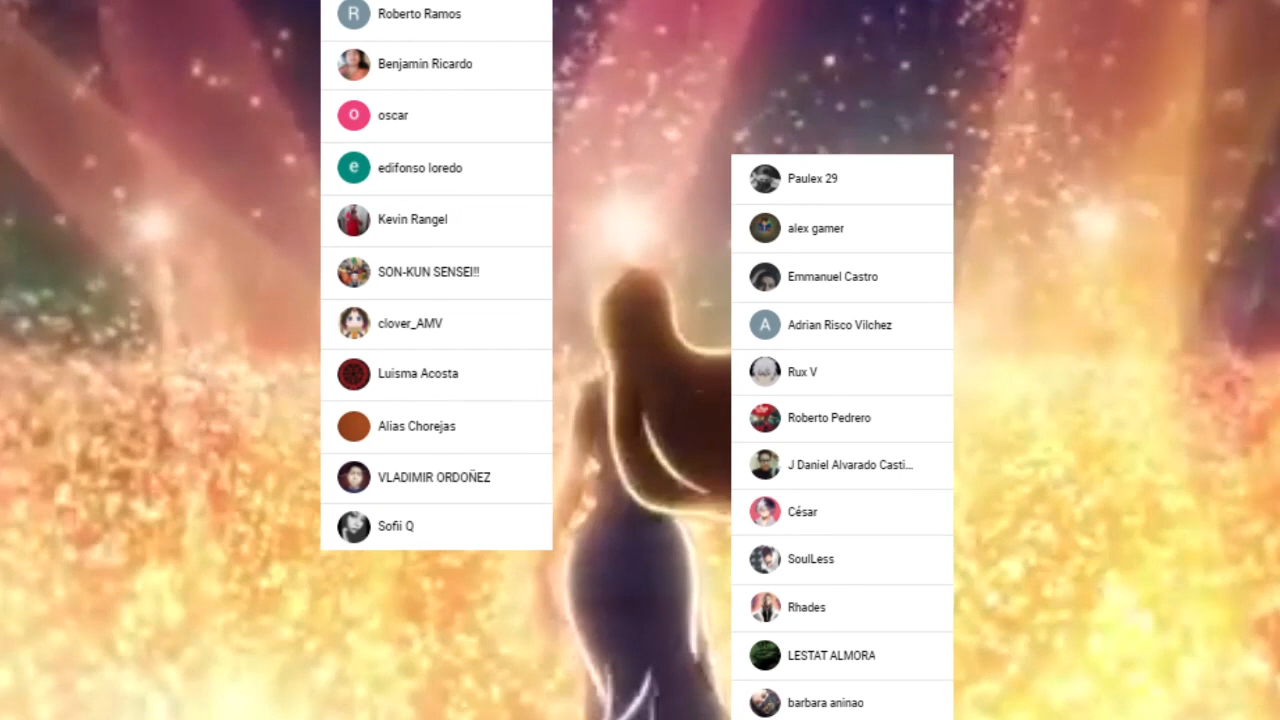 R Roberto Ramos
Benjamin Ricardo
o oscar
e edifonso loredo
Kevin Rangel
SON-KUN SENSEI!!
clover_AMV
Luisma Acosta
Alias Chorejas
VLADIMIR ORDOÑEZ
Sofii Q
Paulex 29
alex gamer
Emmanuel Castro
A Adrian Risco Vilchez
Rux V
Roberto Pedrero
J Daniel Alvarado Casti...
César
SoulLess
Rhades
LESTAT ALMORA
barbara aninao